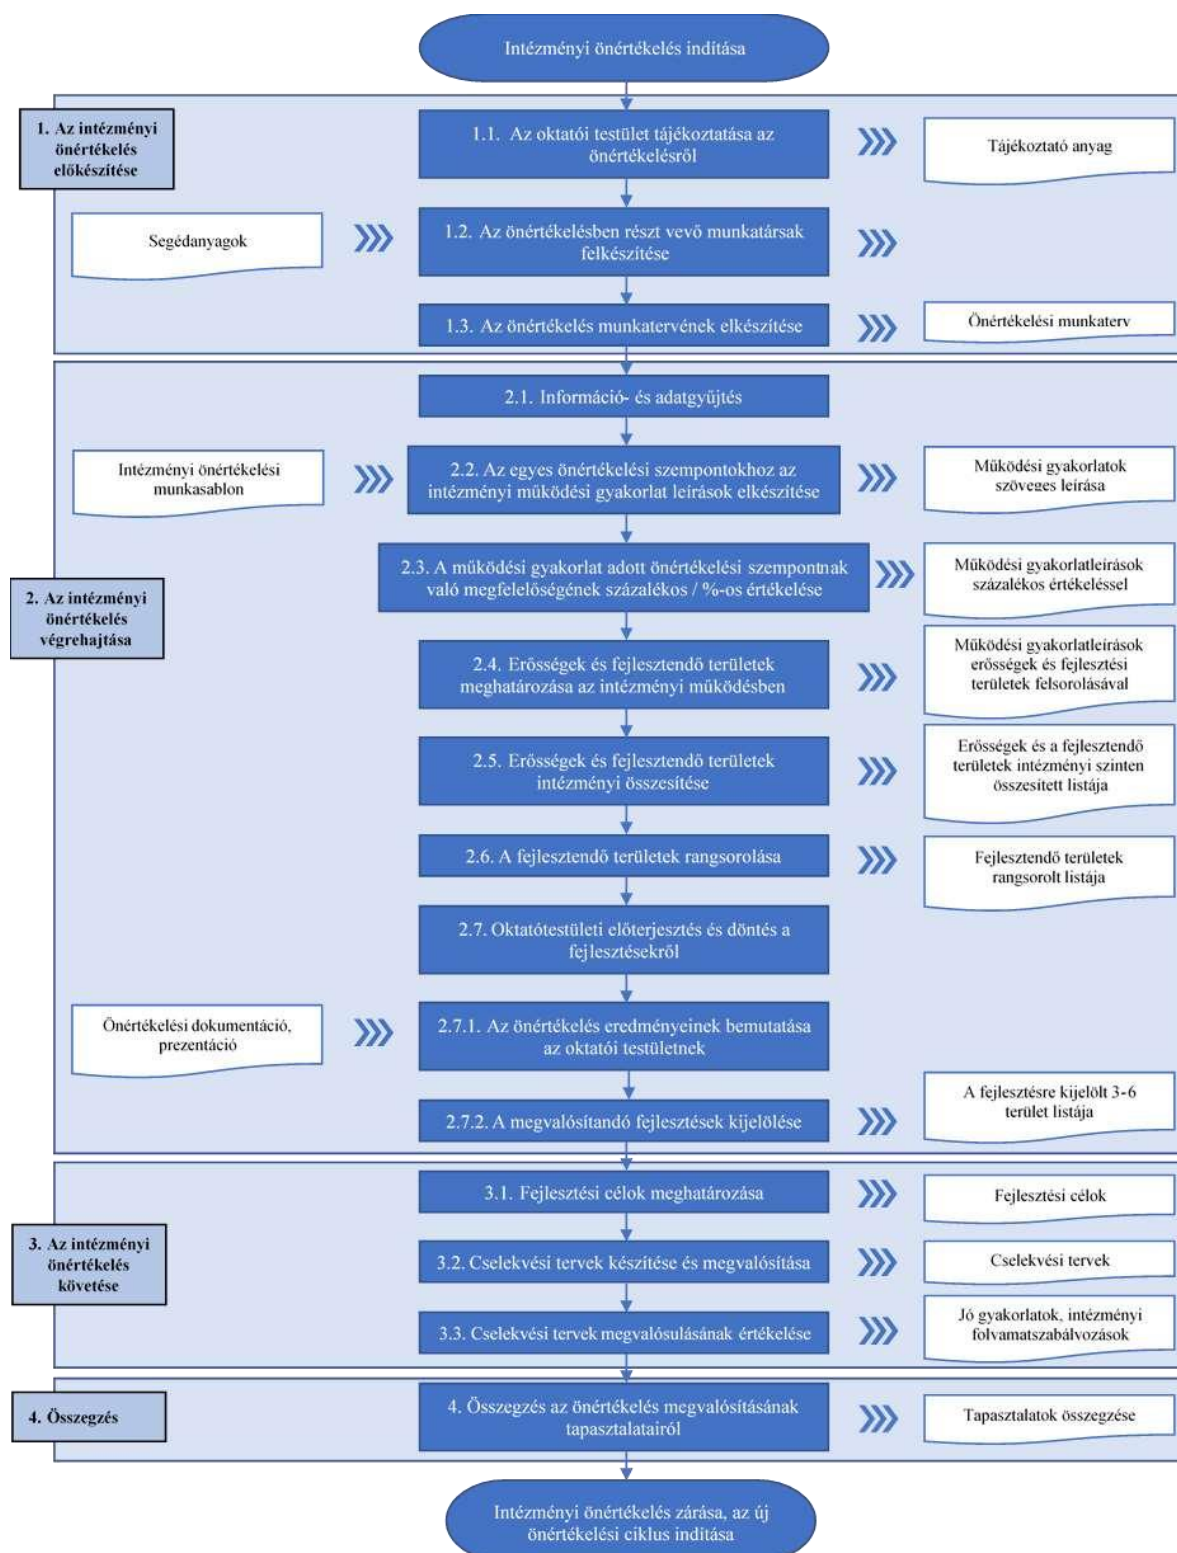 Intézményi önértékelés indítása
1. Az intézményi
önértékelés
előkészítése
1.1. Az oktatói testület tájékoztatása az
önértékelésről
Tájékoztató anyag
Segédanyagok
1.2. Az önértékelésben részt vevő munkatársak
felkészítése
1.3. Az önértékelés munkatervének elkészítése
Önértékelési munkaterv
2. Az intézményi
önértékelés
végrehajtása
2.1. Információ- és adatgyűjtés
Intézményi önértékelési
munkasablon
2.2. Az egyes önértékelési szempontokhoz az
intézményi működési gyakorlat leírások elkészítése
Működési gyakorlatok
szöveges leírása
2.3. A működési gyakorlat adott önértékelési szempontnak
való megfelelőségének százalékos / %-os értékelése
Működési gyakorlatleírások
százalékos értékeléssel
2.4. Erősségek és fejlesztendő területek
meghatározása az intézményi működésben
Működési gyakorlatleírások
erősségek és fejlesztési
területek felsorolásával
2.5. Erősségek és fejlesztendő területek
intézményi összesítése
Erősségek és a fejlesztendő
területek intézményi szinten
összesített listája
2.6. A fejlesztendő területek rangsorolása
Fejlesztendő területek
rangsorolt listája
2.7. Oktatótestületi előterjesztés és döntés a
fejlesztésekről
Önértékelési dokumentáció,
prezentáció
2.7.1. Az önértékelés eredményeinek bemutatása
az oktatói testületnek
2.7.2. A megvalósítandó fejlesztések kijelölése
A fejlesztésre kijelölt 3-6
terület listája
3. Az intézményi
önértékelés
követése
3.1. Fejlesztési célok meghatározása
Fejlesztési célok
3.2. Cselekvési tervek készítése és megvalósítása
Cselekvési tervek
3.3. Cselekvési tervek megvalósulásának értékelése
Jó gyakorlatok, intézményi
folyamatszabályozások
4. Összegzés
4. Összegzés az önértékelés megvalósításának
tapasztalatairól
Tapasztalatok összegzése
Intézményi önértékelés zárása, az új
önértékelési ciklus indítása